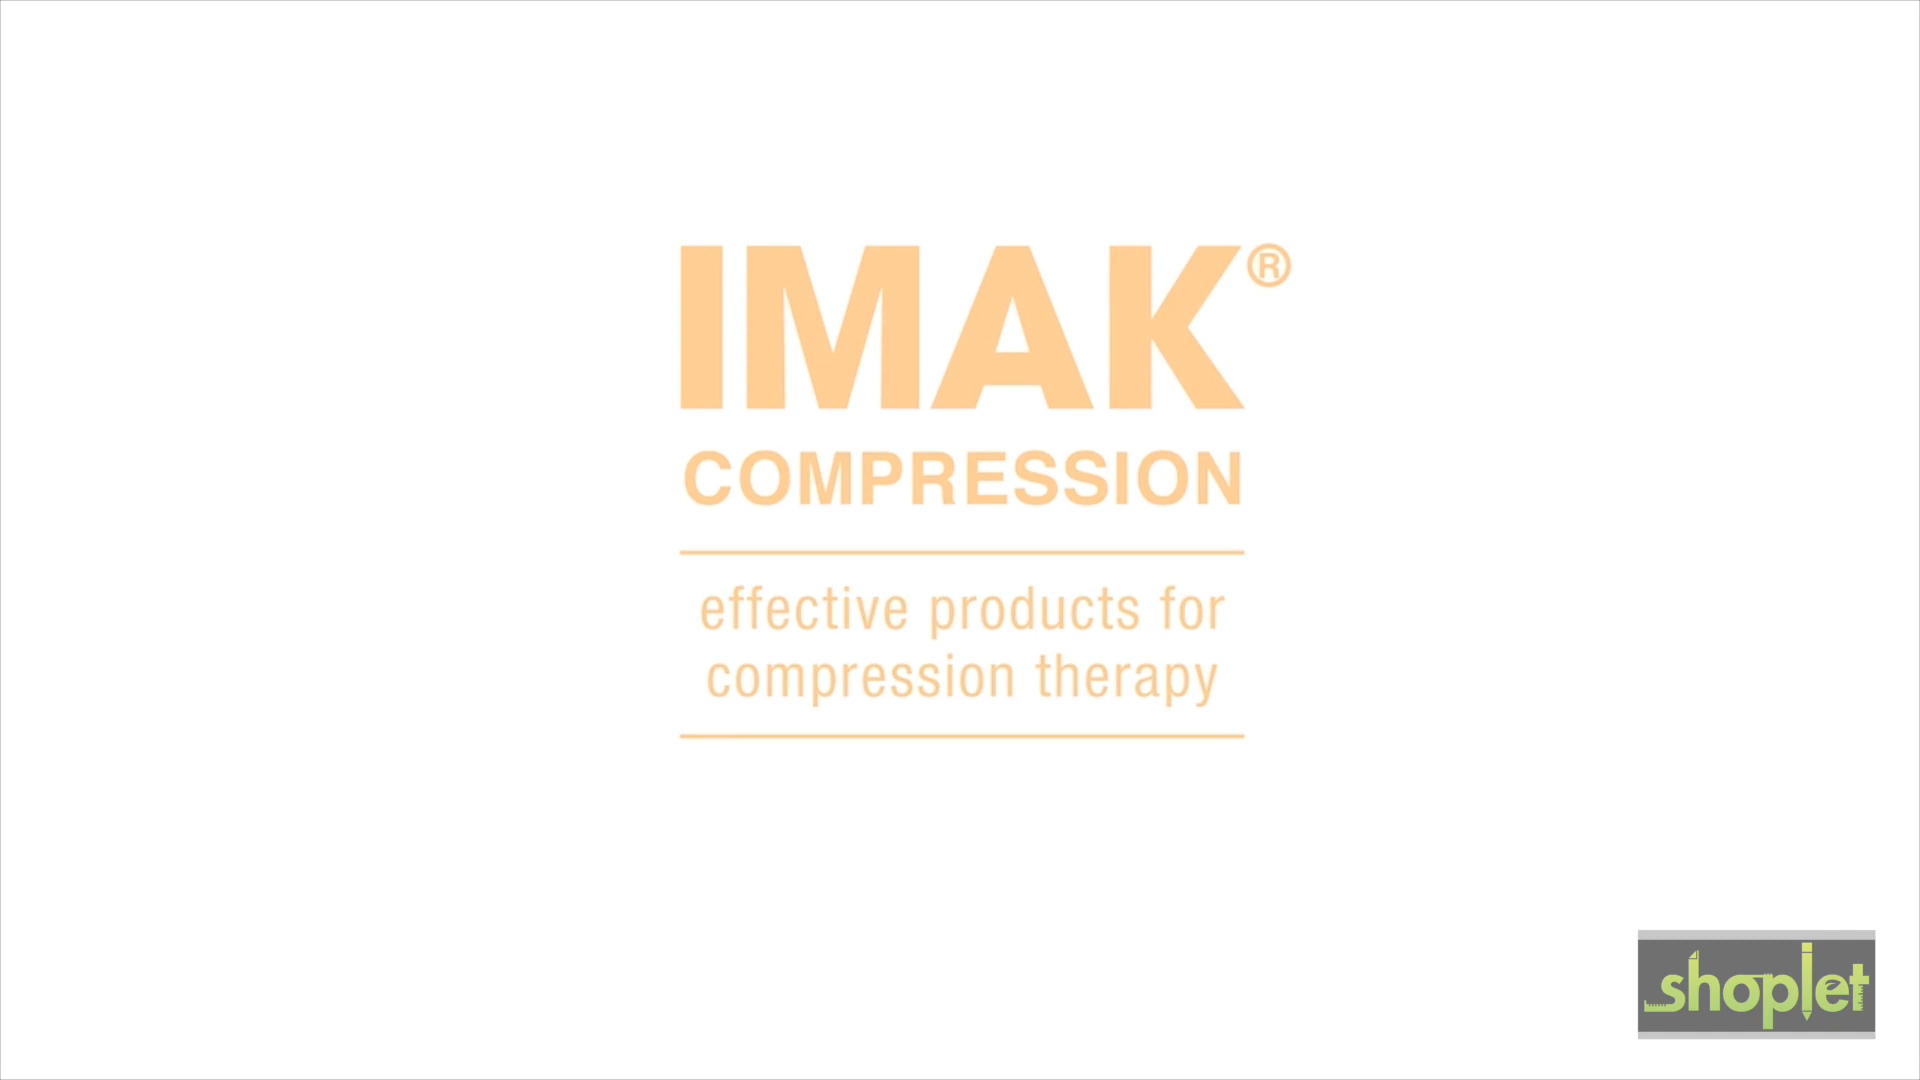 IMAK®
COMPRESSION
effective products for
compression therapy
shoplet